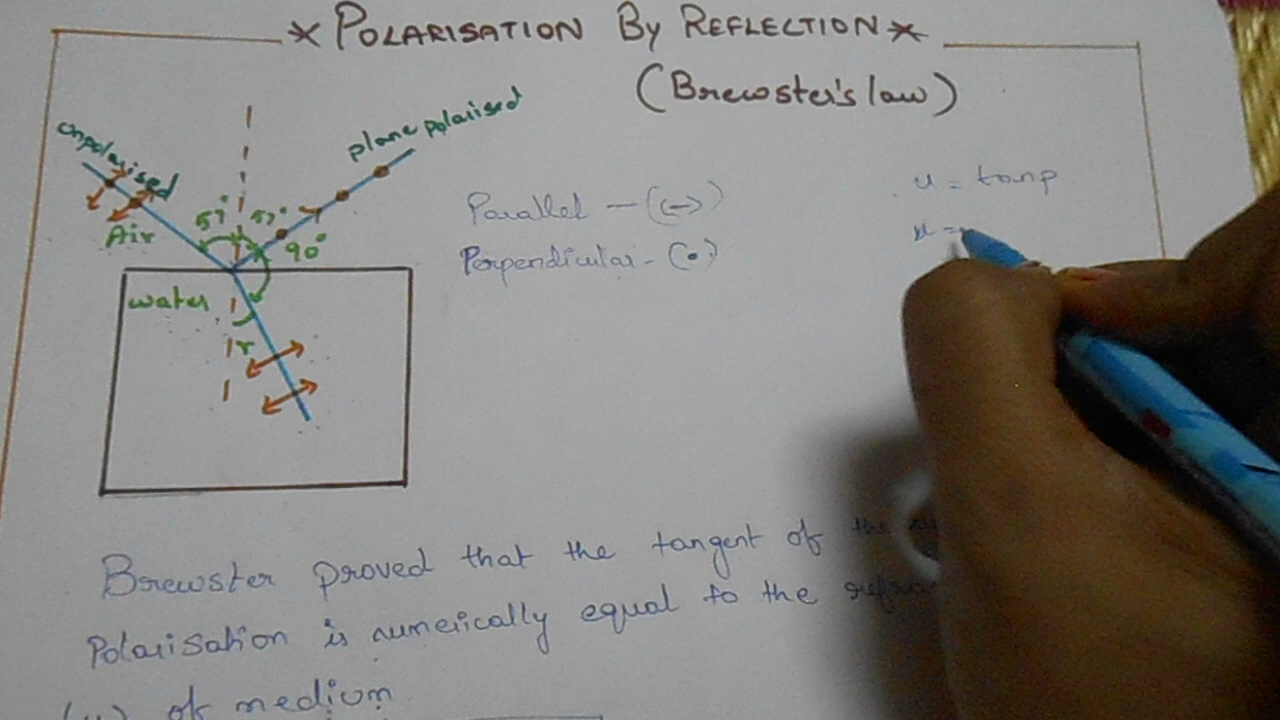 * POLARISATION By REFLECTION *
(Brewster's law)
unpolarised
plane polarised
57° 57°
Air
90°
water
r
Parallel - (↔)
Perpendicular - (•)
u = tanp
u =
Brewster proved that the tangent of the
Polarisation is numerically equal to the
(u) of medium